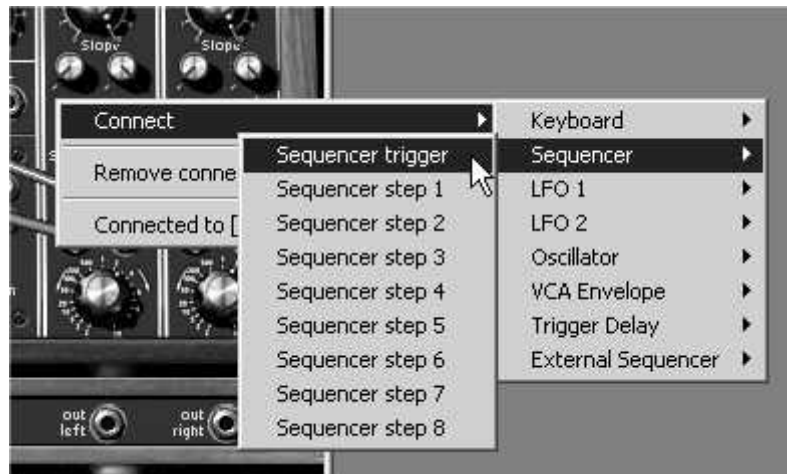 Slope Slope
Connect
Remove conne
Connected to [
Sequencer trigger
Sequencer step 1
Sequencer step 2
Sequencer step 3
Sequencer step 4
Sequencer step 5
Sequencer step 6
Sequencer step 7
Sequencer step 8
Keyboard
Sequencer
LFO 1
LFO 2
Oscillator
VCA Envelope
Trigger Delay
External Sequencer
out left
out right